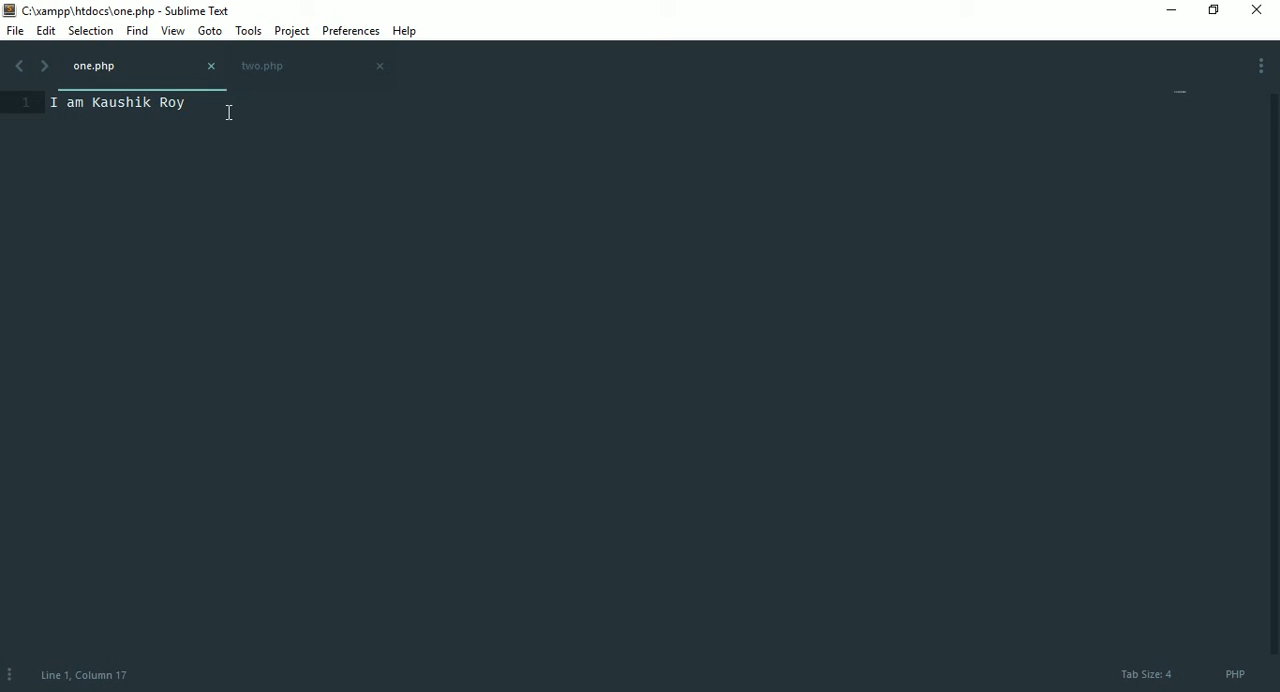 C:\xampp\htdocs\one.php - Sublime Text
File Edit Selection Find View Goto Tools Project Preferences Help
one.php two.php
1 I am Kaushik Roy
Line 1, Column 17 Tab Size: 4 PHP